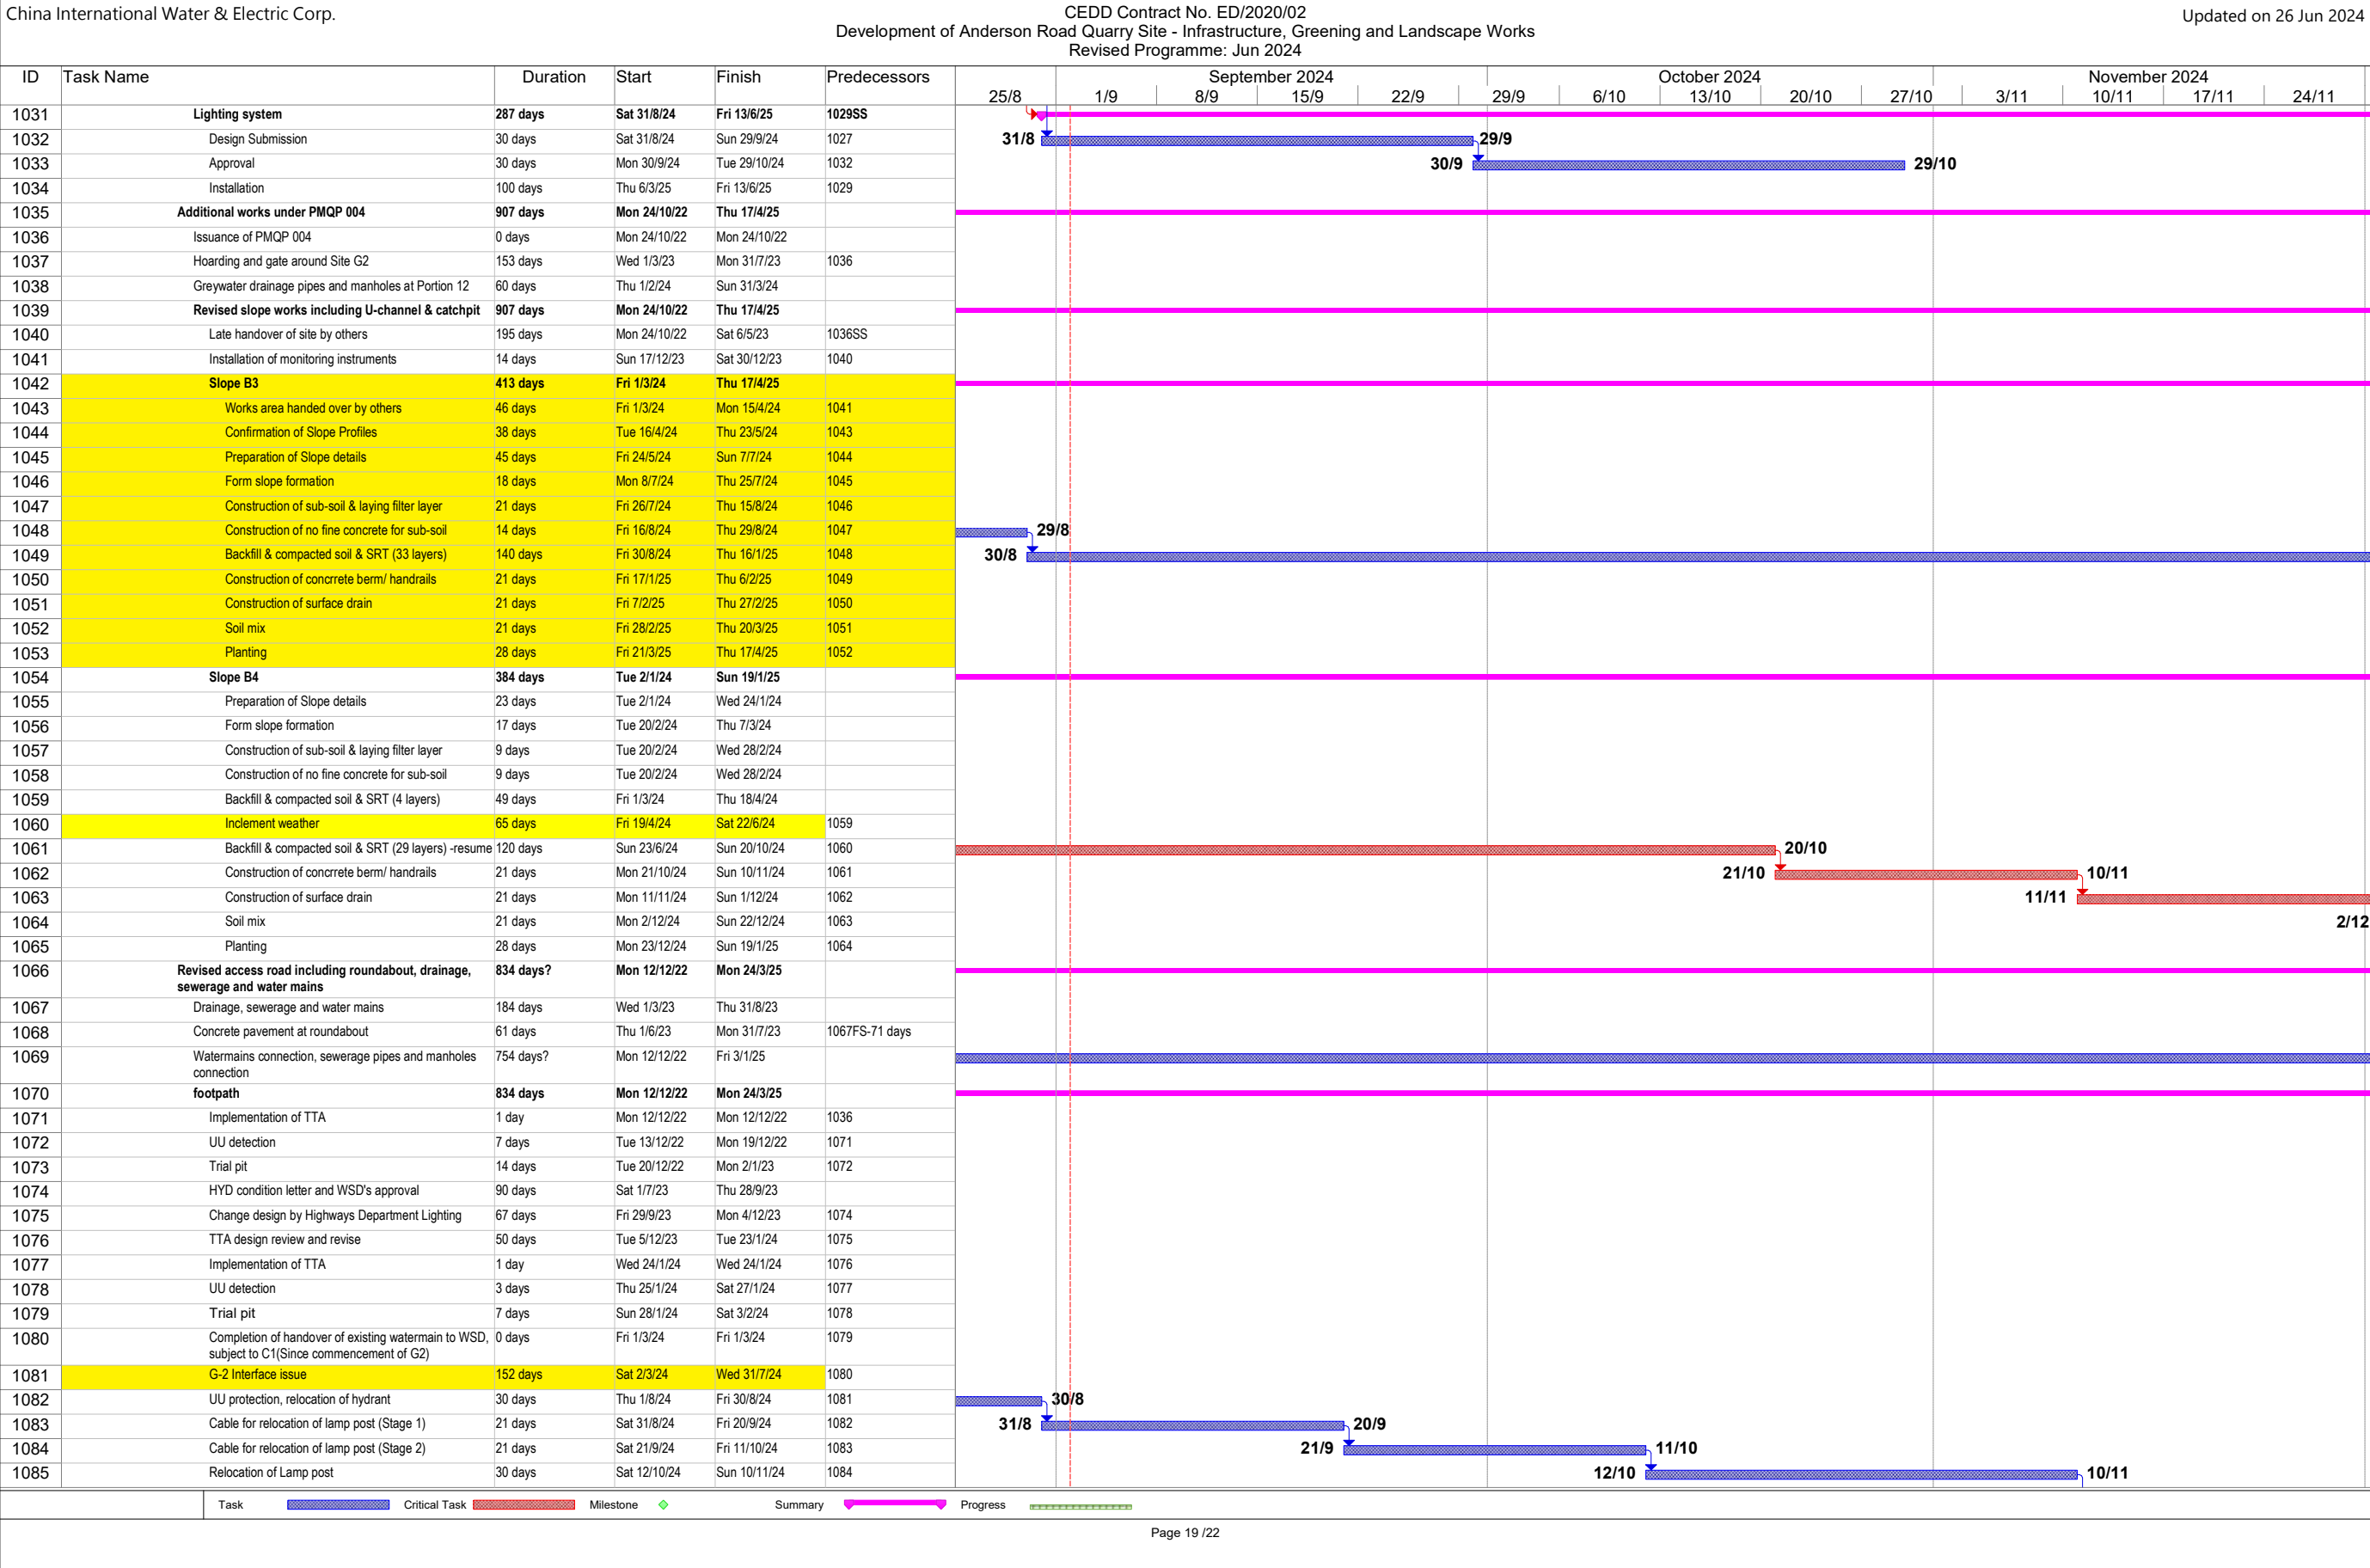 China International Water & Electric Corp.
CEDD Contract No. ED/2020/02
Development of Anderson Road Quarry Site - Infrastructure, Greening and Landscape Works
Revised Programme: Jun 2024
Updated on 26 Jun 2024
ID Task Name Duration Start Finish Predecessors September 2024 October 2024 November 2024
25/8 1/9 8/9 15/9 22/9 29/9 6/10 13/10 20/10 27/10 3/11 10/11 17/11 24/11
1031 Lighting system 287 days Sat 31/8/24 Fri 13/6/25 1029SS
1032 Design Submission 30 days Sat 31/8/24 Sun 29/9/24 1027 31/8 29/9
1033 Approval 30 days Mon 30/9/24 Tue 29/10/24 1032 30/9 29/10
1034 Installation 100 days Thu 6/3/25 Fri 13/6/25 1029
1035 Additional works under PMQP 004 907 days Mon 24/10/22 Thu 17/4/25
1036 Issuance of PMQP 004 0 days Mon 24/10/22 Mon 24/10/22
1037 Hoarding and gate around Site G2 153 days Wed 1/3/23 Mon 31/7/23 1036
1038 Greywater drainage pipes and manholes at Portion 12 60 days Thu 1/2/24 Sun 31/3/24
1039 Revised slope works including U-channel & catchpit 907 days Mon 24/10/22 Thu 17/4/25
1040 Late handover of site by others 195 days Mon 24/10/22 Sat 6/5/23 1036SS
1041 Installation of monitoring instruments 14 days Sun 17/12/23 Sat 30/12/23 1040
1042 Slope B3 413 days Fri 1/3/24 Thu 17/4/25
1043 Works area handed over by others 46 days Fri 1/3/24 Mon 15/4/24 1041
1044 Confirmation of Slope Profiles 38 days Tue 16/4/24 Thu 23/5/24 1043
1045 Preparation of Slope details 45 days Fri 24/5/24 Sun 7/7/24 1044
1046 Form slope formation 18 days Mon 8/7/24 Thu 25/7/24 1045
1047 Construction of sub-soil & laying filter layer 21 days Fri 26/7/24 Thu 15/8/24 1046
1048 Construction of no fine concrete for sub-soil 14 days Fri 16/8/24 Thu 29/8/24 1047 29/8
1049 Backfill & compacted soil & SRT (33 layers) 140 days Fri 30/8/24 Thu 16/1/25 1048 30/8
1050 Construction of concrrete berm/ handrails 21 days Fri 17/1/25 Thu 6/2/25 1049
1051 Construction of surface drain 21 days Fri 7/2/25 Thu 27/2/25 1050
1052 Soil mix 21 days Fri 28/2/25 Thu 20/3/25 1051
1053 Planting 28 days Fri 21/3/25 Thu 17/4/25 1052
1054 Slope B4 384 days Tue 2/1/24 Sun 19/1/25
1055 Preparation of Slope details 23 days Tue 2/1/24 Wed 24/1/24
1056 Form slope formation 17 days Tue 20/2/24 Thu 7/3/24
1057 Construction of sub-soil & laying filter layer 9 days Tue 20/2/24 Wed 28/2/24
1058 Construction of no fine concrete for sub-soil 9 days Tue 20/2/24 Wed 28/2/24
1059 Backfill & compacted soil & SRT (4 layers) 49 days Fri 1/3/24 Thu 18/4/24
1060 Inclement weather 65 days Fri 19/4/24 Sat 22/6/24 1059
1061 Backfill & compacted soil & SRT (29 layers) -resume 120 days Sun 23/6/24 Sun 20/10/24 1060 20/10
1062 Construction of concrrete berm/ handrails 21 days Mon 21/10/24 Sun 10/11/24 1061 21/10 10/11
1063 Construction of surface drain 21 days Mon 11/11/24 Sun 1/12/24 1062 11/11
1064 Soil mix 21 days Mon 2/12/24 Sun 22/12/24 1063 2/12
1065 Planting 28 days Mon 23/12/24 Sun 19/1/25 1064
1066 Revised access road including roundabout, drainage, 834 days? Mon 12/12/22 Mon 24/3/25
sewerage and water mains
1067 Drainage, sewerage and water mains 184 days Wed 1/3/23 Thu 31/8/23
1068 Concrete pavement at roundabout 61 days Thu 1/6/23 Mon 31/7/23 1067FS-71 days
1069 Watermains connection, sewerage pipes and manholes 754 days? Mon 12/12/22 Fri 3/1/25
connection
1070 footpath 834 days Mon 12/12/22 Mon 24/3/25
1071 Implementation of TTA 1 day Mon 12/12/22 Mon 12/12/22 1036
1072 UU detection 7 days Tue 13/12/22 Mon 19/12/22 1071
1073 Trial pit 14 days Tue 20/12/22 Mon 2/1/23 1072
1074 HYD condition letter and WSD's approval 90 days Sat 1/7/23 Thu 28/9/23
1075 Change design by Highways Department Lighting 67 days Fri 29/9/23 Mon 4/12/23 1074
1076 TTA design review and revise 50 days Tue 5/12/23 Tue 23/1/24 1075
1077 Implementation of TTA 1 day Wed 24/1/24 Wed 24/1/24 1076
1078 UU detection 3 days Thu 25/1/24 Sat 27/1/24 1077
1079 Trial pit 7 days Sun 28/1/24 Sat 3/2/24 1078
1080 Completion of handover of existing watermain to WSD, 0 days Fri 1/3/24 Fri 1/3/24 1079
subject to C1(Since commencement of G2)
1081 G-2 Interface issue 152 days Sat 2/3/24 Wed 31/7/24 1080
1082 UU protection, relocation of hydrant 30 days Thu 1/8/24 Fri 30/8/24 1081 30/8
1083 Cable for relocation of lamp post (Stage 1) 21 days Sat 31/8/24 Fri 20/9/24 1082 31/8 20/9
1084 Cable for relocation of lamp post (Stage 2) 21 days Sat 21/9/24 Fri 11/10/24 1083 21/9 11/10
1085 Relocation of Lamp post 30 days Sat 12/10/24 Sun 10/11/24 1084 12/10 10/11
Task Critical Task Milestone Summary Progress
Page 19 /22